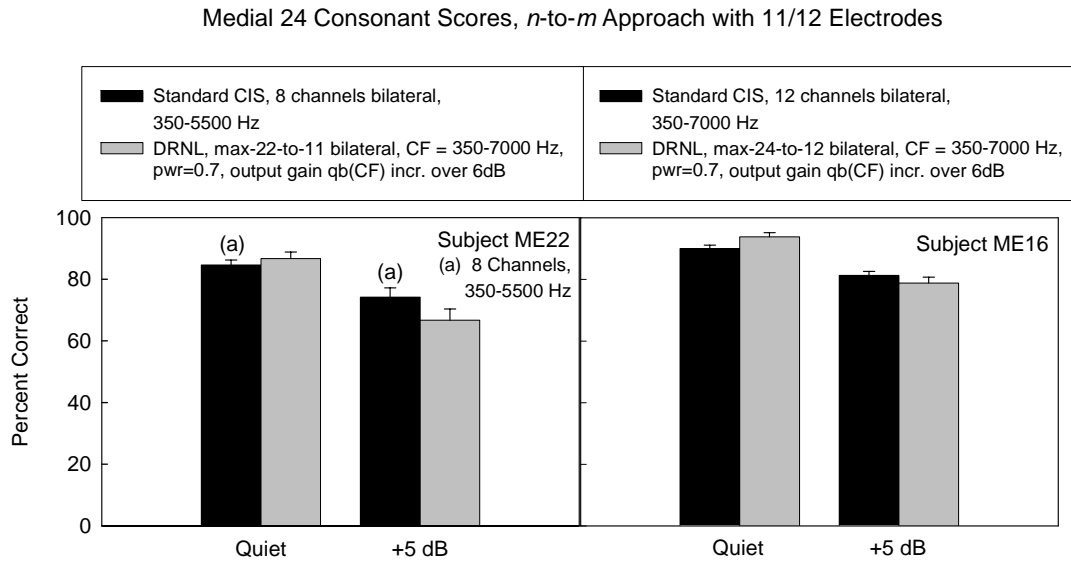 Medial 24 Consonant Scores, n-to-m Approach with 11/12 Electrodes
Standard CIS, 8 channels bilateral,
350-5500 Hz
DRNL, max-22-to-11 bilateral, CF = 350-7000 Hz,
pwr=0.7, output gain qb(CF) incr. over 6dB
Standard CIS, 12 channels bilateral,
350-7000 Hz
DRNL, max-24-to-12 bilateral, CF = 350-7000 Hz,
pwr=0.7, output gain qb(CF) incr. over 6dB
Percent Correct
100
80
60
40
20
0
(a)
(a)
Subject ME22
(a) 8 Channels,
350-5500 Hz
Quiet
+5 dB
Subject ME16
Quiet
+5 dB